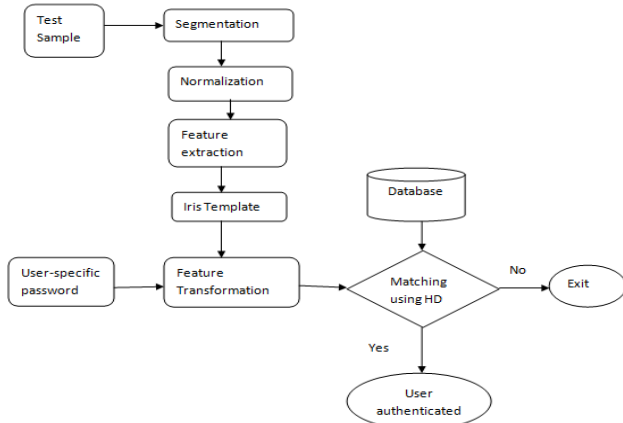 Test
Sample
Segmentation
Normalization
Feature
extraction
Iris Template
Database
User-specific
password
Feature
Transformation
Matching
using HD
No
Exit
Yes
User
authenticated